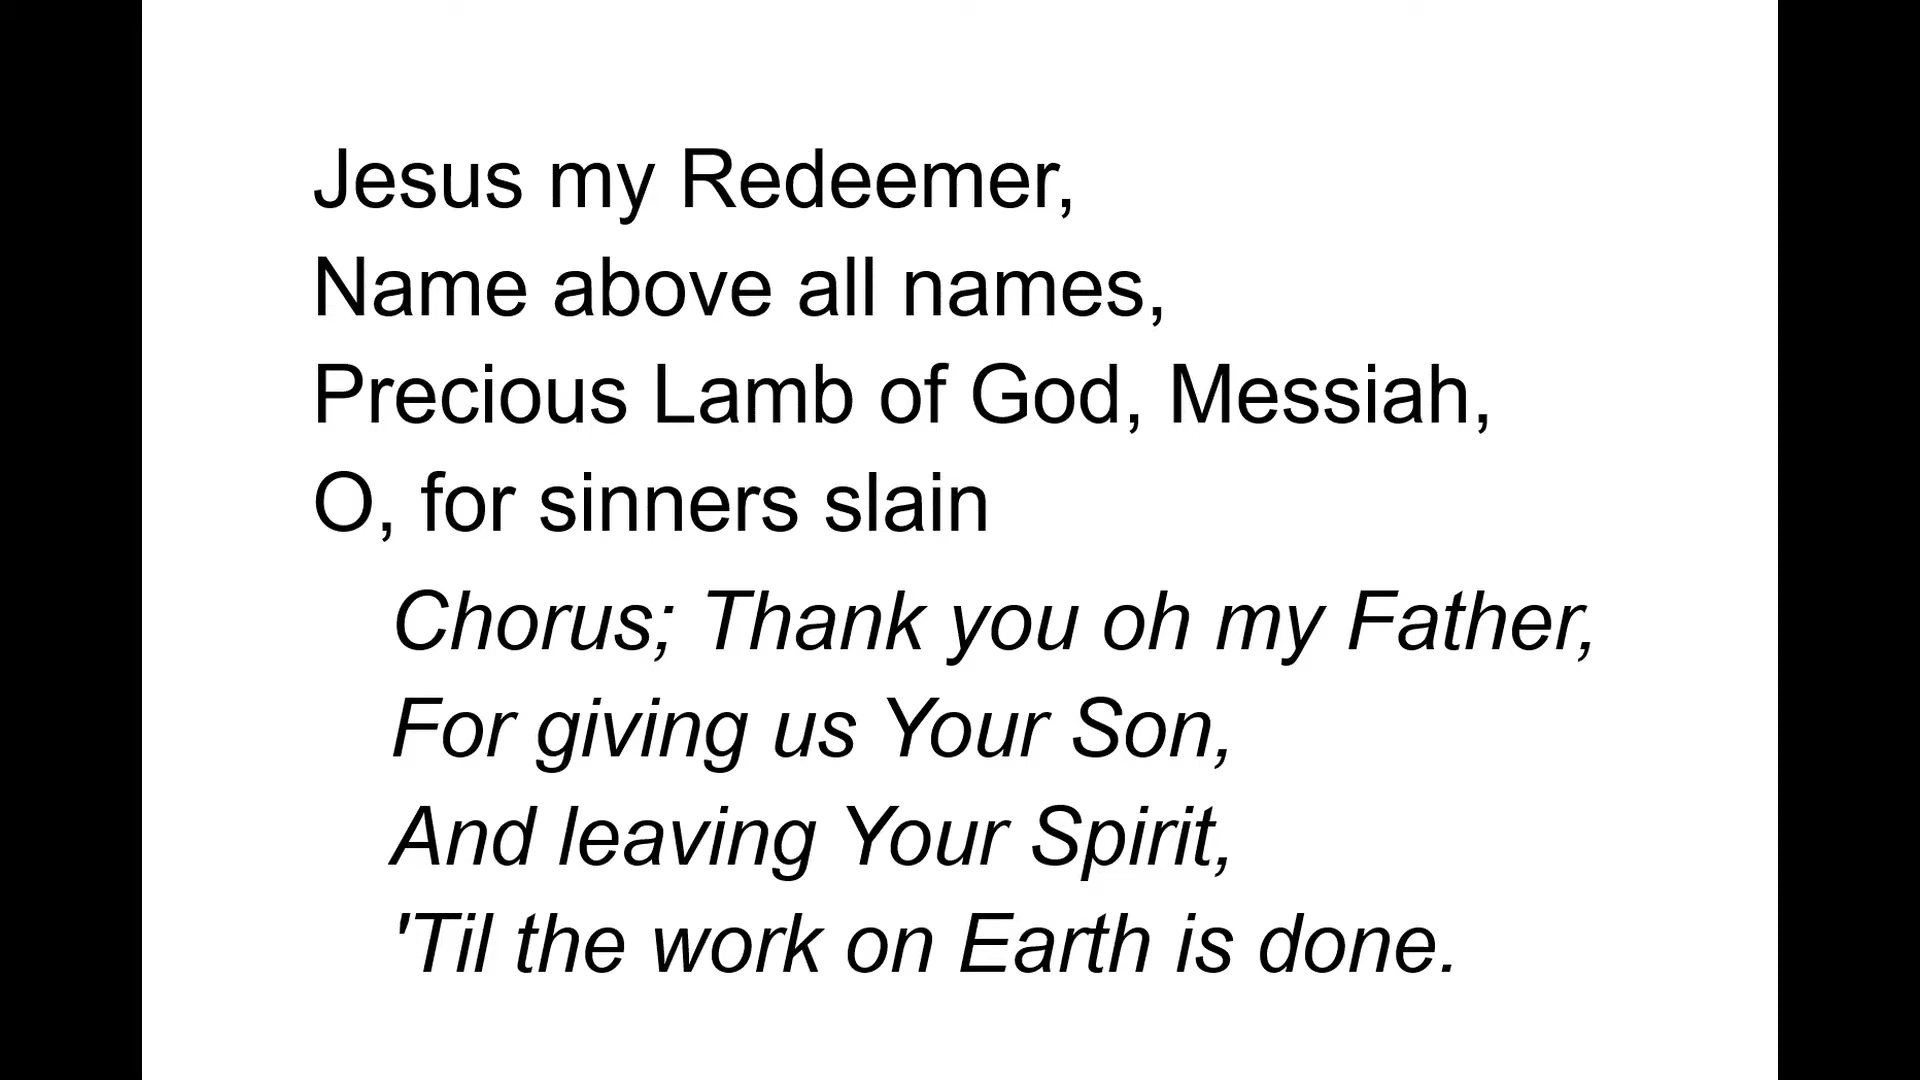 Jesus my Redeemer,
Name above all names,
Precious Lamb of God, Messiah,
O, for sinners slain
Chorus; Thank you oh my Father,
For giving us Your Son,
And leaving Your Spirit,
'Til the work on Earth is done.